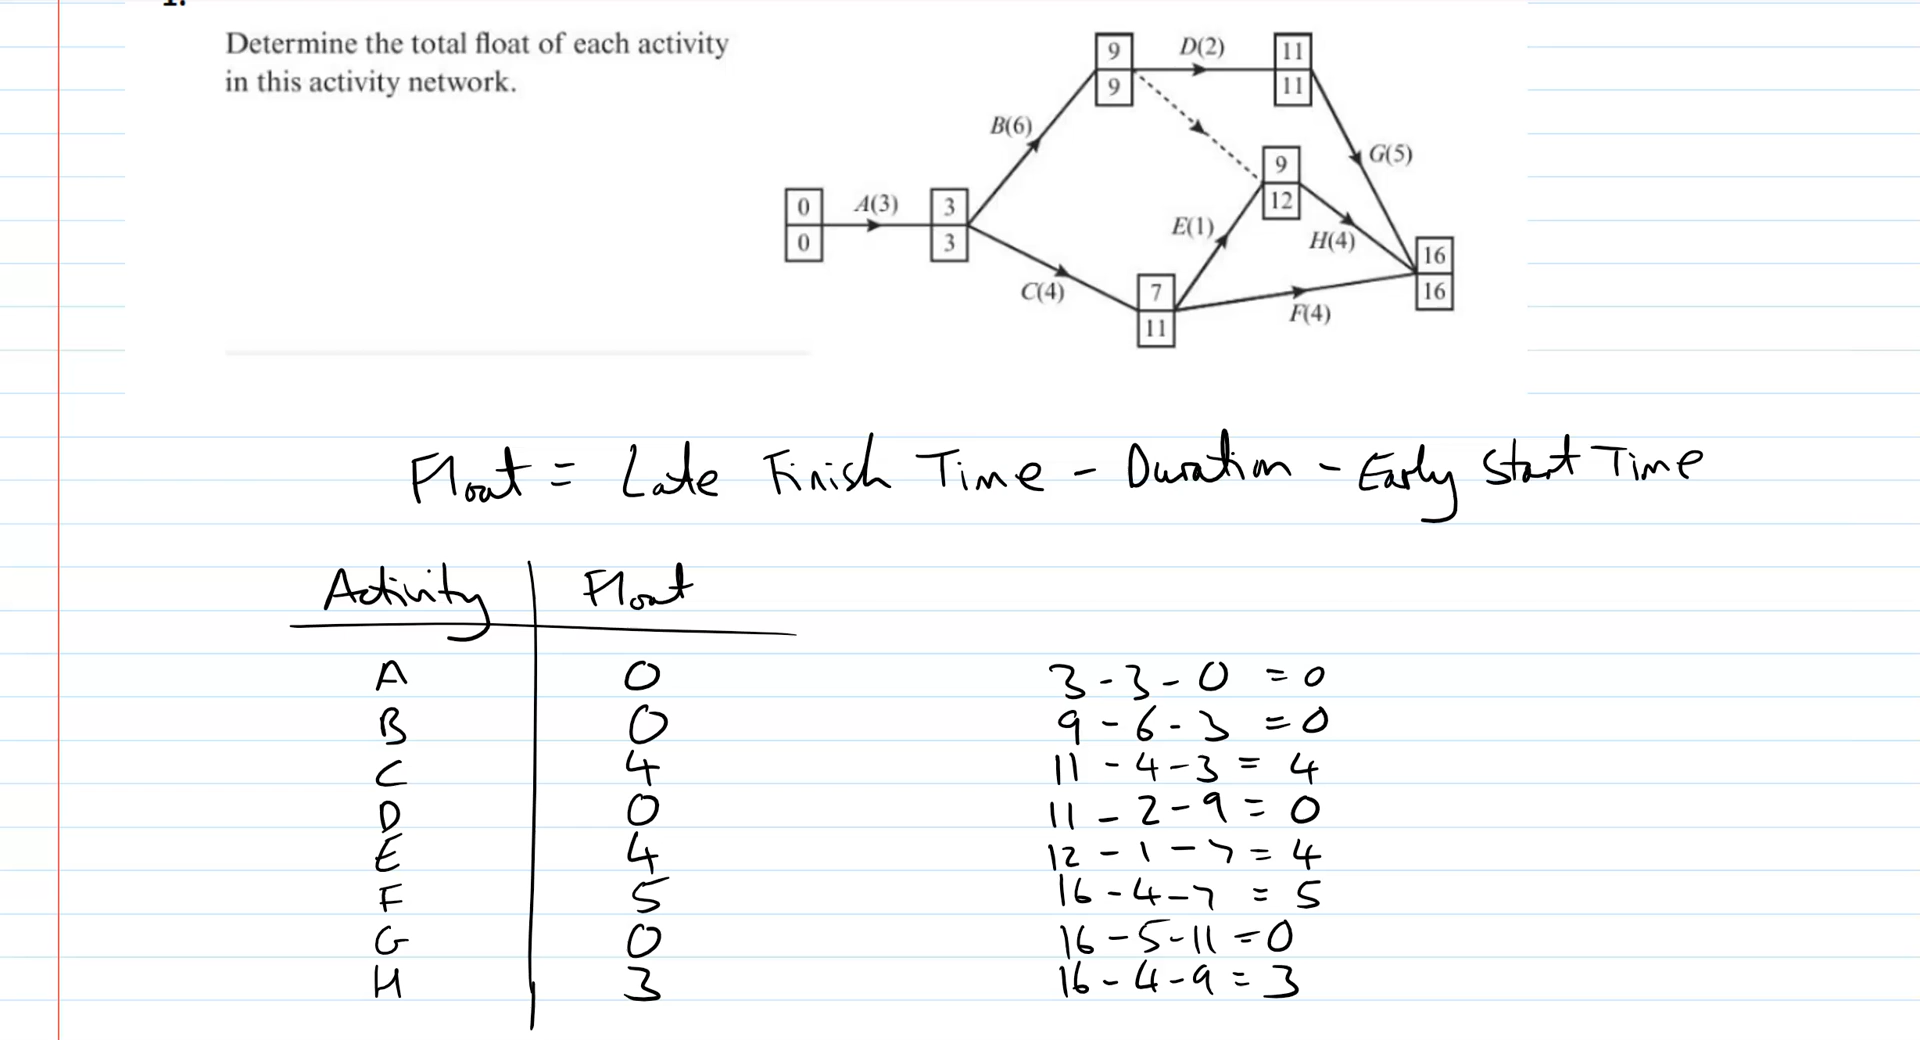 1.
Determine the total float of each activity
in this activity network.
9 D(2) 11
9 11
B(6)
9 G(5)
12
0 A(3) 3
0 3
E(1) H(4)
16
16
C(4) 7
11
F(4)
Float = Late Finish Time - Duration - Early Start Time
Activity Float
A 0 3 - 3 - 0 = 0
B 0 9 - 6 - 3 = 0
C 4 11 - 4 - 3 = 4
D 0 11 - 2 - 9 = 0
E 4 12 - 1 - 7 = 4
F 5 16 - 4 - 7 = 5
G 0 16 - 5 - 11 = 0
H 3 16 - 4 - 9 = 3